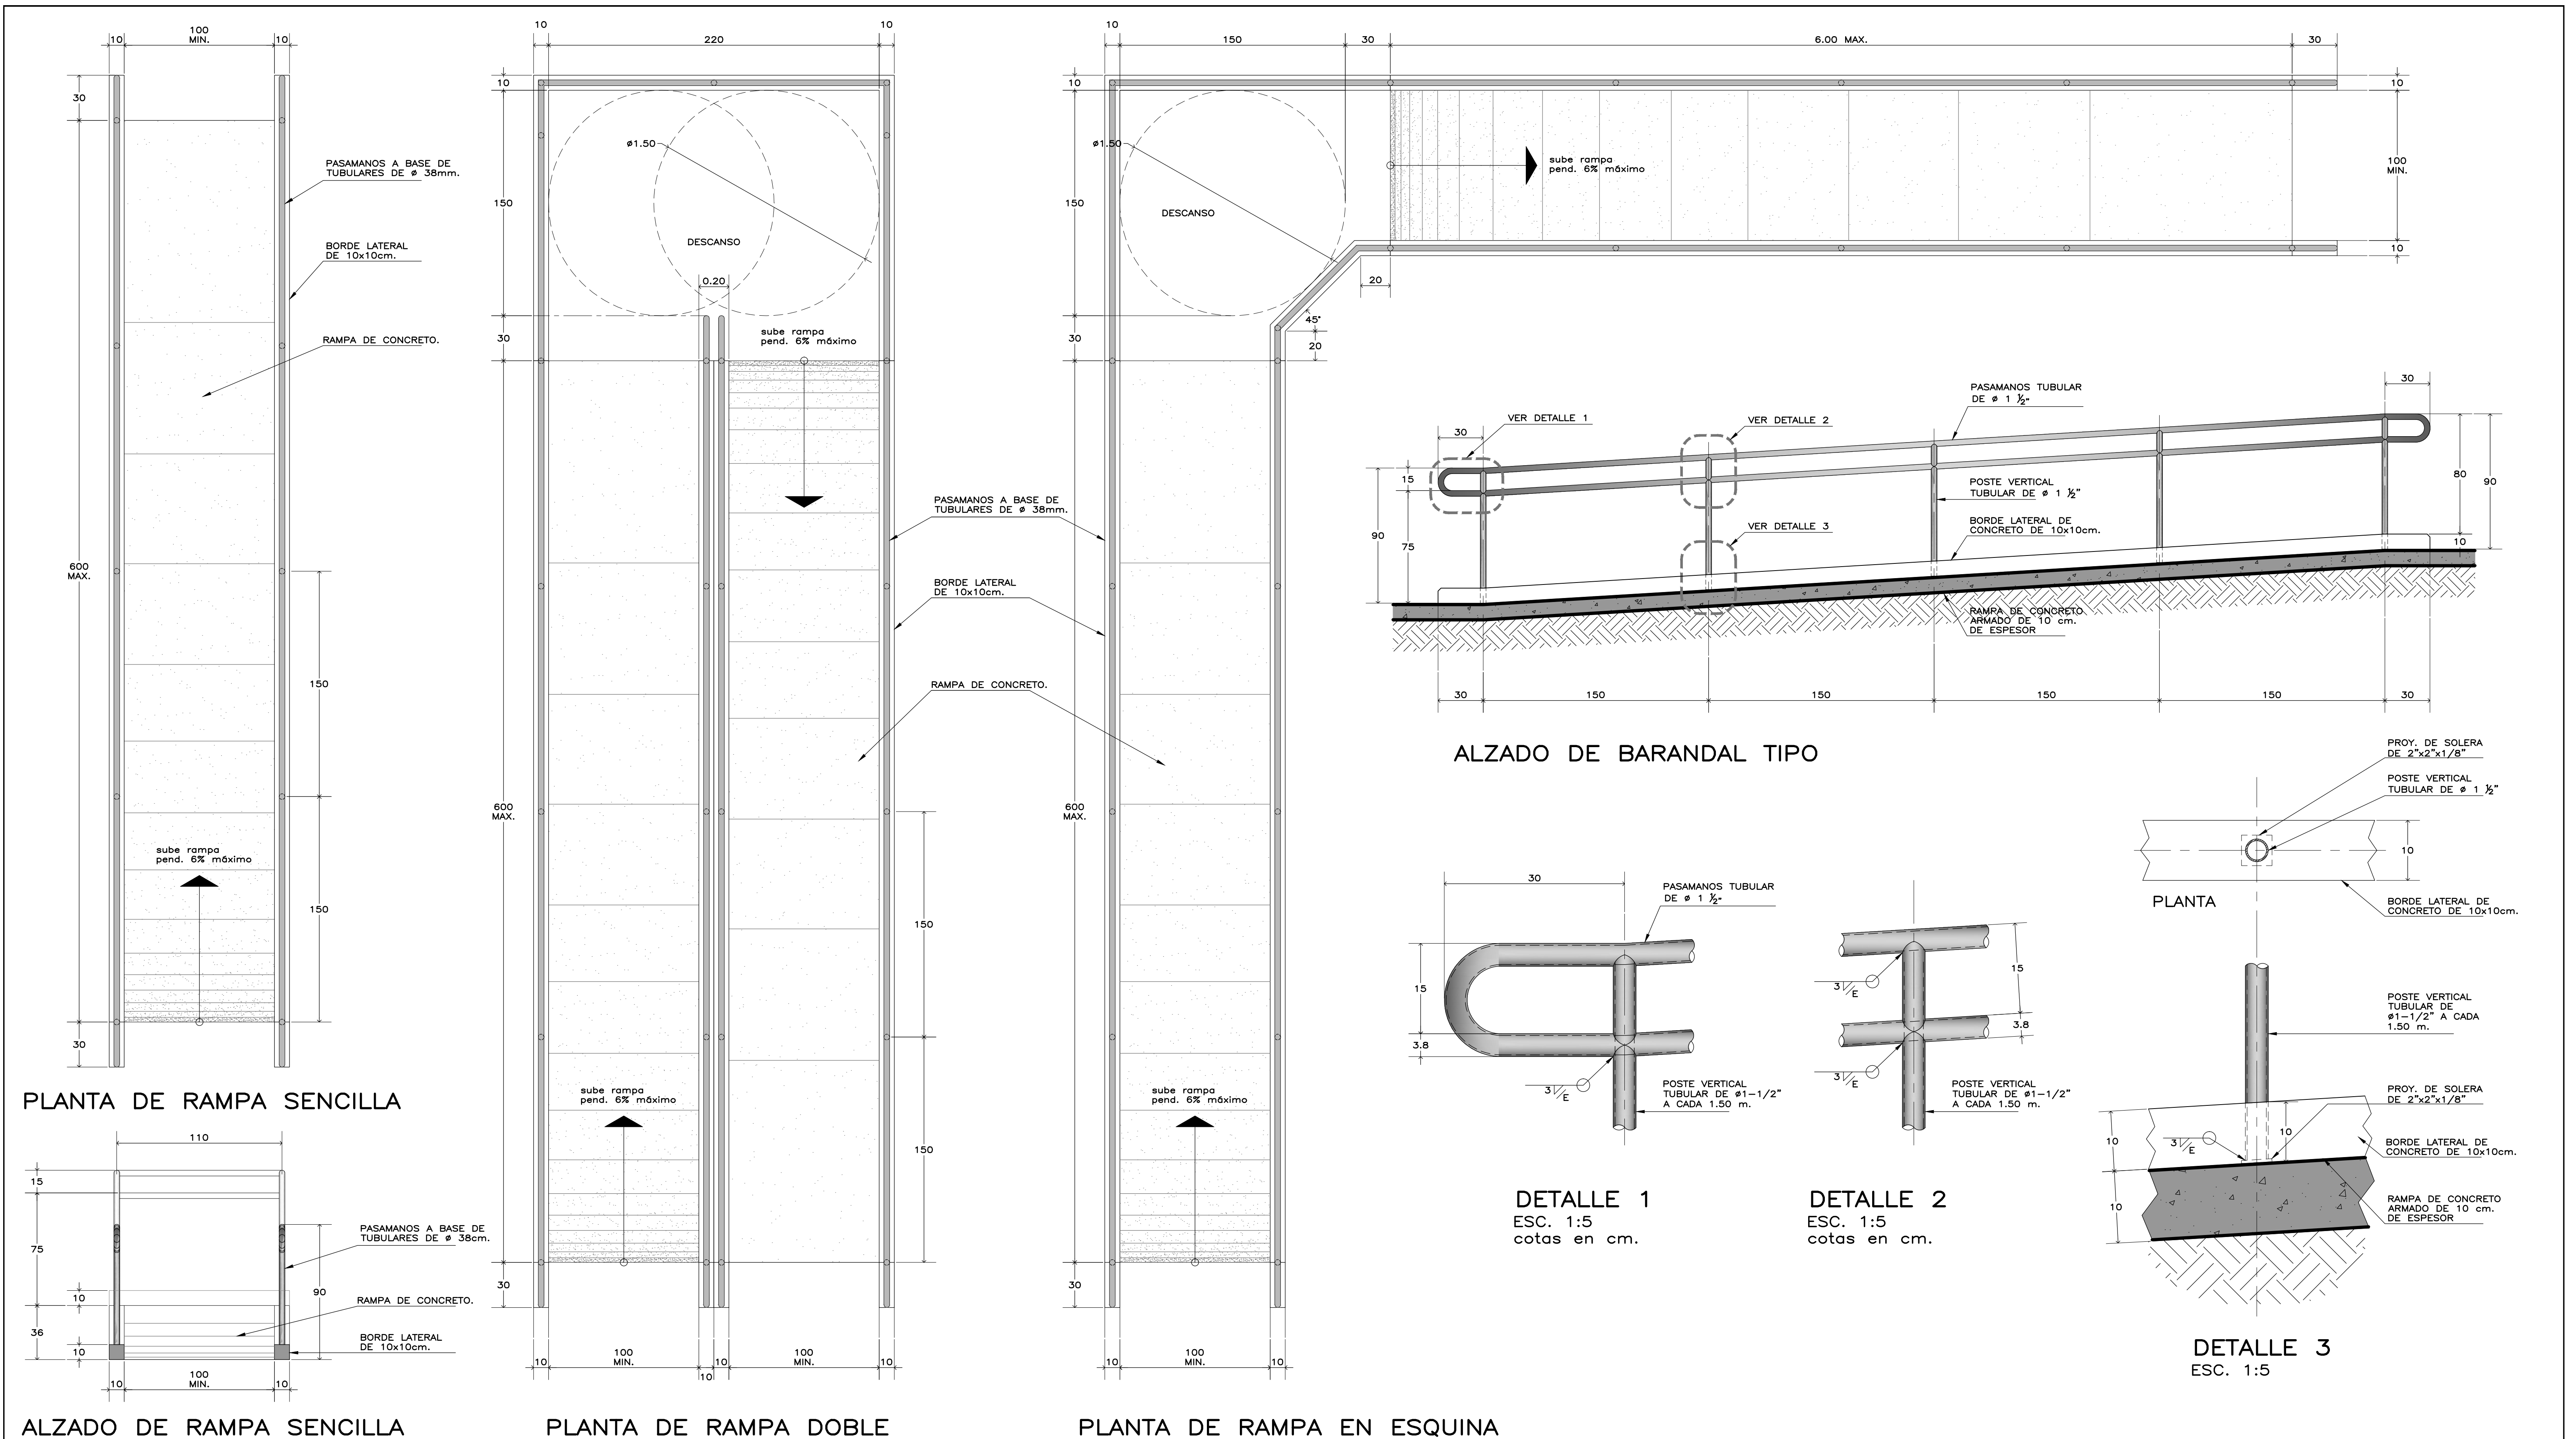 100
MIN.
10
10
30
PASAMANOS A BASE DE
TUBULARES DE ø 38mm.
BORDE LATERAL
DE 10x10cm.
RAMPA DE CONCRETO.
600
MAX.
150
150
sube rampa
pend. 6% máximo
30
PLANTA DE RAMPA SENCILLA
110
15
75
10
36
10
90
PASAMANOS A BASE DE
TUBULARES DE ø 38cm.
RAMPA DE CONCRETO.
BORDE LATERAL
DE 10x10cm.
10
100
MIN.
10
ALZADO DE RAMPA SENCILLA
10
10
220
10
150
30
ø1.50
DESCANSO
0.20
sube rampa
pend. 6% máximo
PASAMANOS A BASE DE
TUBULARES DE ø 38mm.
BORDE LATERAL
DE 10x10cm.
RAMPA DE CONCRETO.
600
MAX.
150
150
sube rampa
pend. 6% máximo
30
10
100
MIN.
10
10
100
MIN.
10
PLANTA DE RAMPA DOBLE
10
150
30
6.00 MAX.
30
10
10
150
ø1.50
DESCANSO
sube rampa
pend. 6% máximo
100
MIN.
10
20
45°
20
30
600
MAX.
sube rampa
pend. 6% máximo
30
10
100
MIN.
10
PLANTA DE RAMPA EN ESQUINA
30
PASAMANOS TUBULAR
DE ø 1 ½"
VER DETALLE 1
VER DETALLE 2
30
15
90
75
80
90
10
POSTE VERTICAL
TUBULAR DE ø 1 ½"
VER DETALLE 3
BORDE LATERAL DE
CONCRETO DE 10x10cm.
RAMPA DE CONCRETO
ARMADO DE 10 cm.
DE ESPESOR
30
150
150
150
150
30
ALZADO DE BARANDAL TIPO
30
PASAMANOS TUBULAR
DE ø 1 ½"
15
3.8
3
E
POSTE VERTICAL
TUBULAR DE ø1-1/2"
A CADA 1.50 m.
DETALLE 1
ESC. 1:5
cotas en cm.
15
3
E
3.8
3
E
POSTE VERTICAL
TUBULAR DE ø1-1/2"
A CADA 1.50 m.
DETALLE 2
ESC. 1:5
cotas en cm.
PROY. DE SOLERA
DE 2"x2"x1/8"
POSTE VERTICAL
TUBULAR DE ø 1 ½"
10
PLANTA
BORDE LATERAL DE
CONCRETO DE 10x10cm.
POSTE VERTICAL
TUBULAR DE
ø1-1/2" A CADA
1.50 m.
PROY. DE SOLERA
DE 2"x2"x1/8"
10
10
3
E
BORDE LATERAL DE
CONCRETO DE 10x10cm.
10
RAMPA DE CONCRETO
ARMADO DE 10 cm.
DE ESPESOR
DETALLE 3
ESC. 1:5